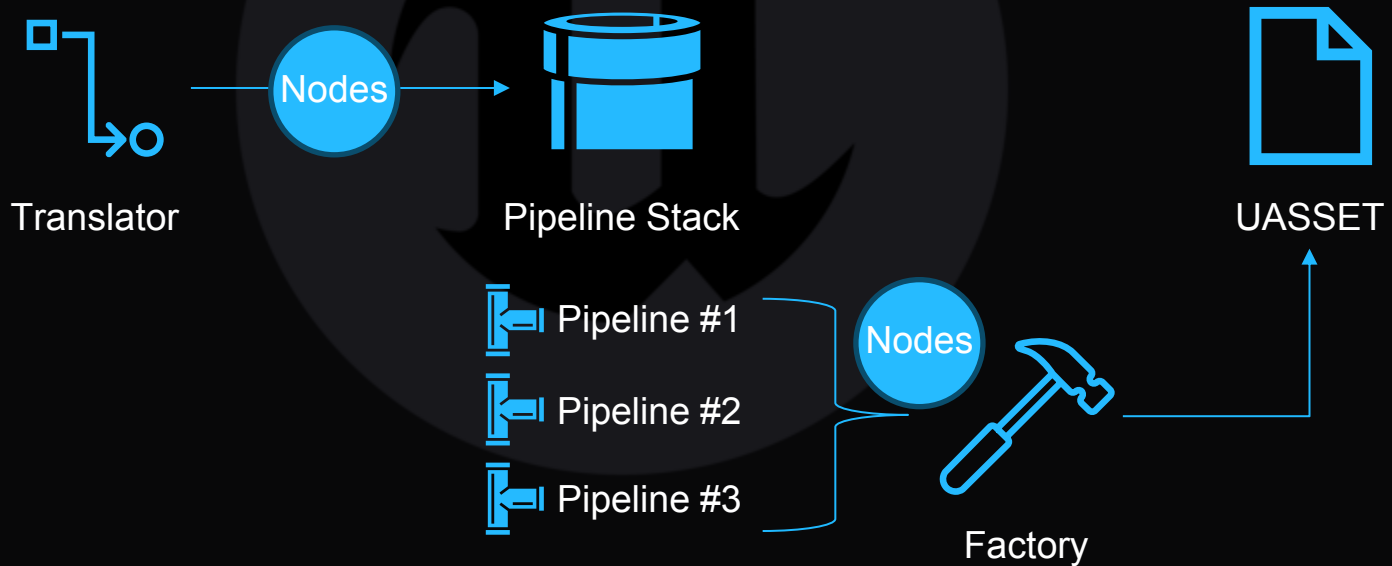 Nodes
Translator
Pipeline Stack
UASSET
Pipeline #1
Nodes
Pipeline #2
Pipeline #3
Factory